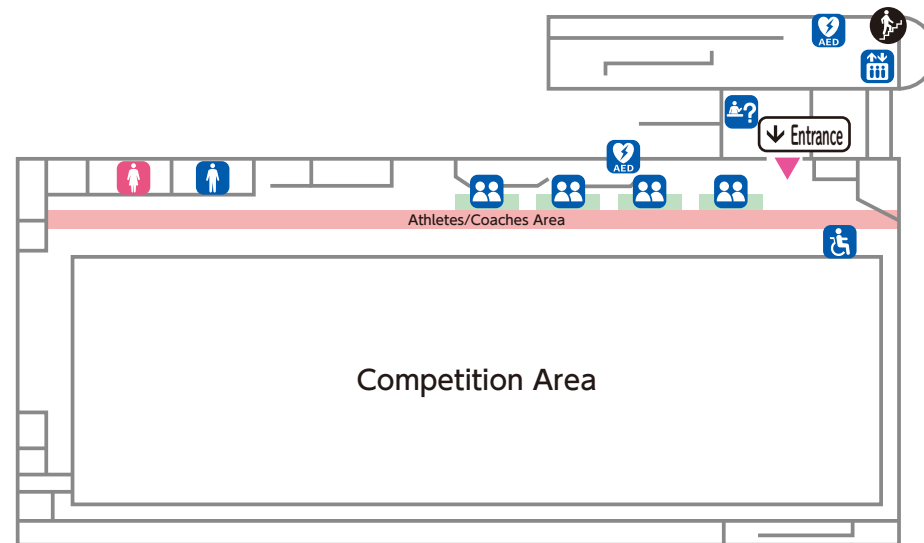 AED
?
Entrance
AED
Athletes/Coaches Area
Competition Area